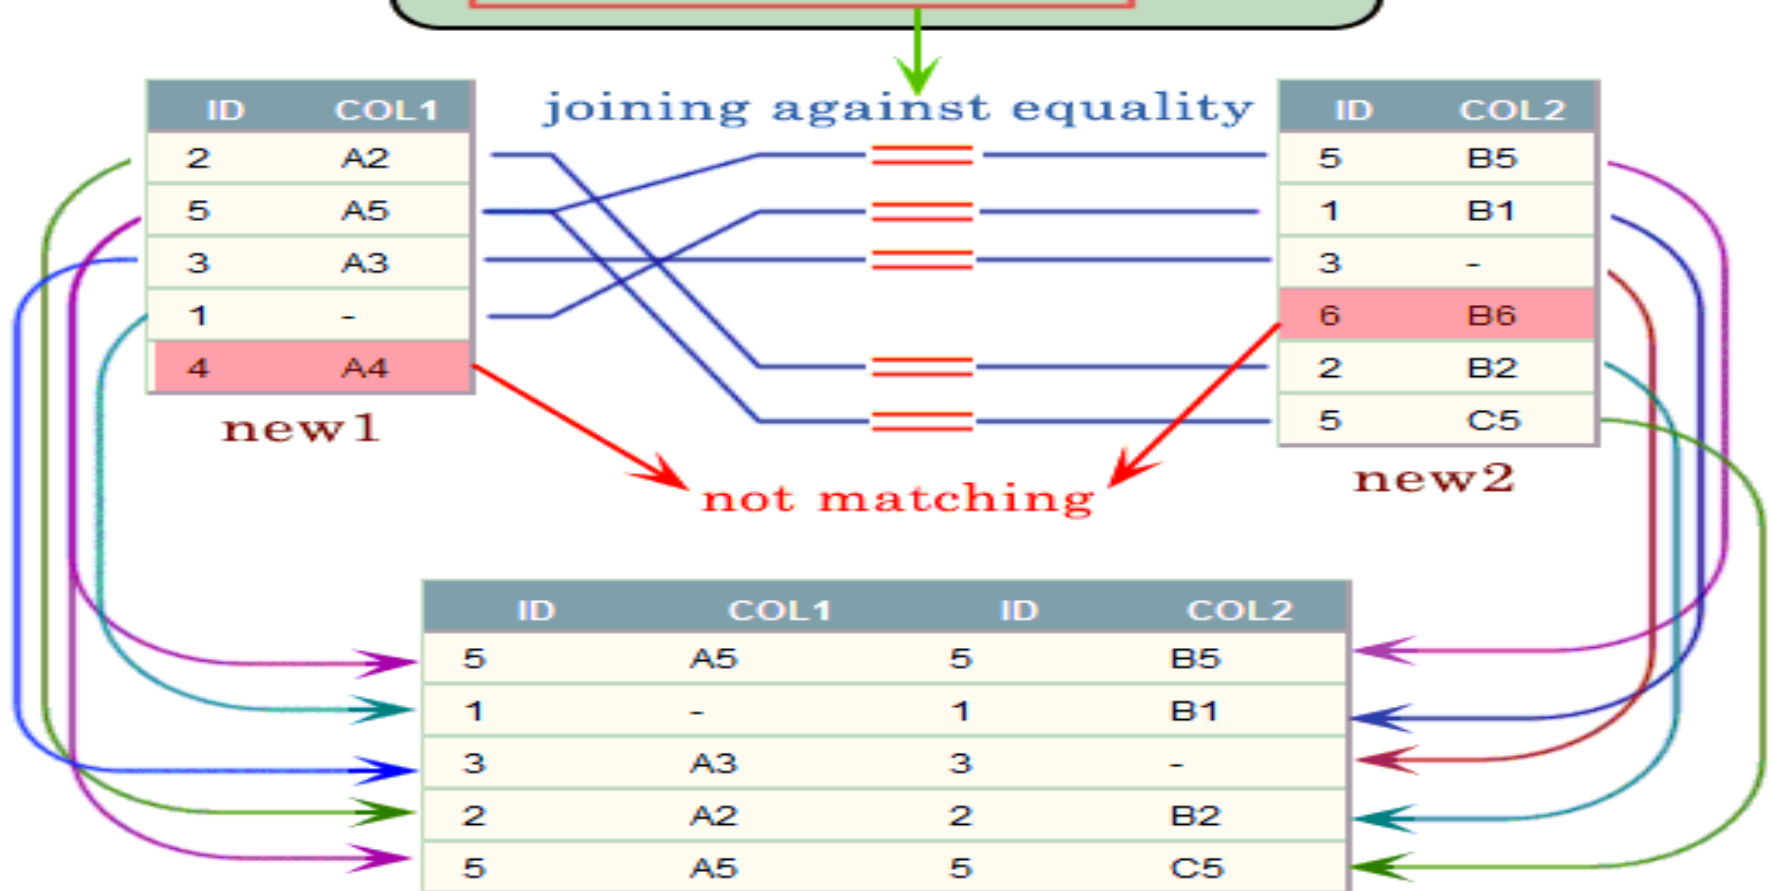 joining against equality
ID COL1
2 A2
5 A5
3 A3
1 -
4 A4
new1
ID COL2
5 B5
1 B1
3 -
6 B6
2 B2
5 C5
new2
not matching
ID COL1 ID COL2
5 A5 5 B5
1 - 1 B1
3 A3 3 -
2 A2 2 B2
5 A5 5 C5